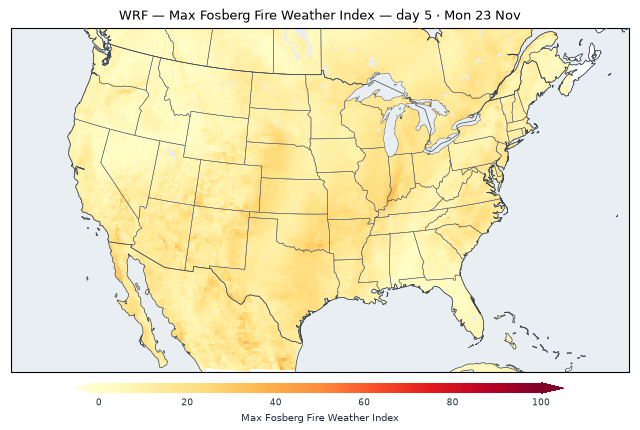 WRF — Max Fosberg Fire Weather Index — day 5 · Mon 23 Nov
0 20 40 60 80 100
Max Fosberg Fire Weather Index